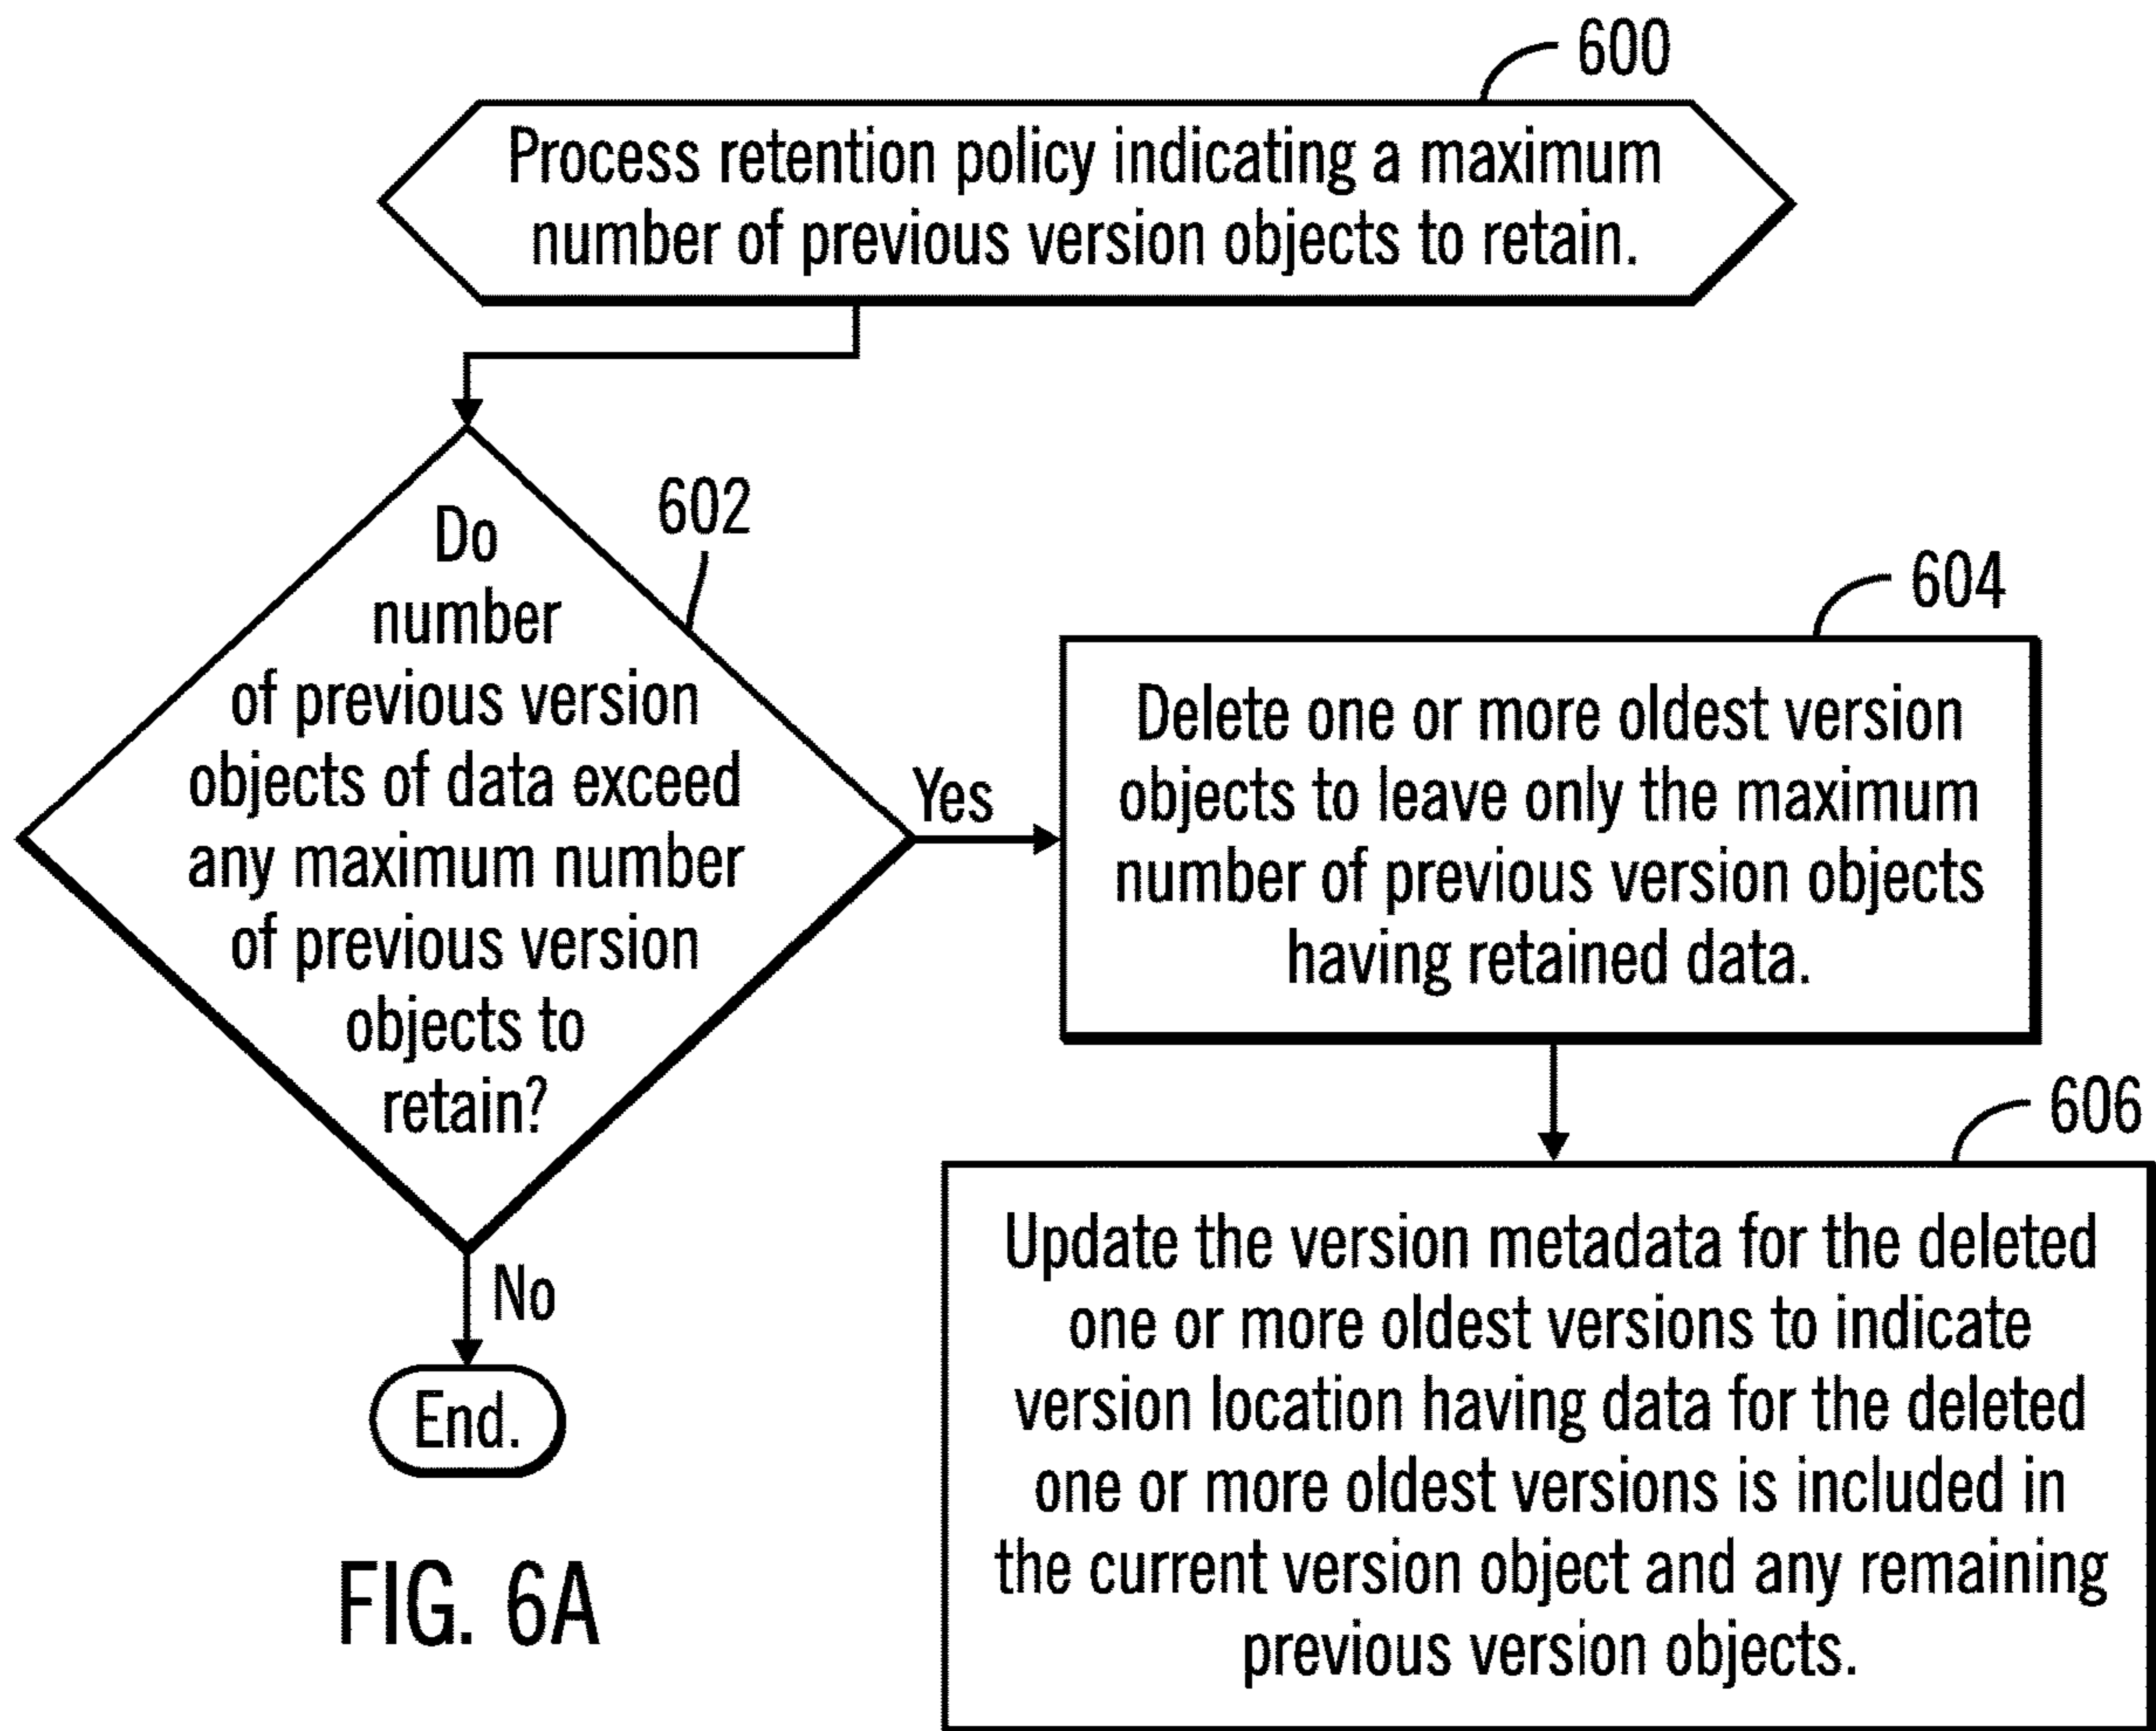 600
Process retention policy indicating a maximum
number of previous version objects to retain.
602
Do
number
of previous version
objects of data exceed
any maximum number
of previous version
objects to
retain?
Yes
No
End.
604
Delete one or more oldest version
objects to leave only the maximum
number of previous version objects
having retained data.
606
Update the version metadata for the deleted
one or more oldest versions to indicate
version location having data for the deleted
one or more oldest versions is included in
the current version object and any remaining
previous version objects.
FIG. 6A